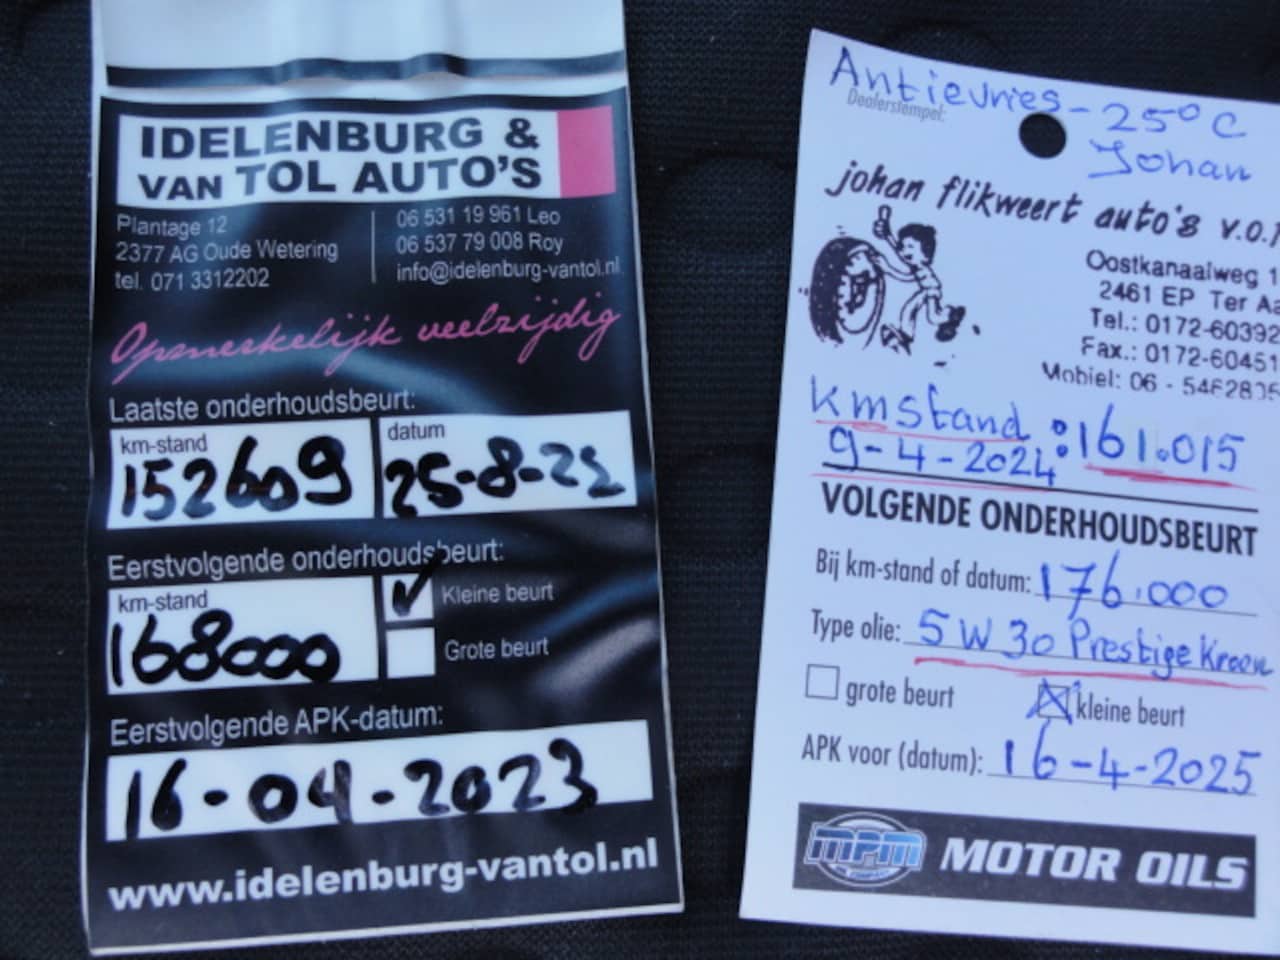 IDELENBURG &
VAN TOL AUTO'S
Plantage 12
2377 AG Oude Wetering
tel. 071 3312202
06 531 19 961 Leo
06 537 79 008 Roy
info@idelenburg-vantol.nl
Opmerkelijk veelzijdig
Laatste onderhoudsbeurt:
km-stand
152609
datum
25-8-22
Eerstvolgende onderhoudsbeurt:
km-stand
168000
Kleine beurt
Grote beurt
Eerstvolgende APK-datum:
16-04-2023
www.idelenburg-vantol.nl
Antievries-25°C
Dealerstempel:
Johan
johan flikweert auto's v.o.f
Oostkanaalweg 1
2461 EP Ter Aa
Tel.: 0172-60392
Fax.: 0172-60451
Mobiel: 06 - 5462805
kmstand :161.015
9-4-2024
VOLGENDE ONDERHOUDSBEURT
Bij km-stand of datum: 176.000
Type olie: 5W30 Prestige Kroon
grote beurt
kleine beurt
APK voor (datum): 16-4-2025
MPM
OIL COMPANY
MOTOR OILS